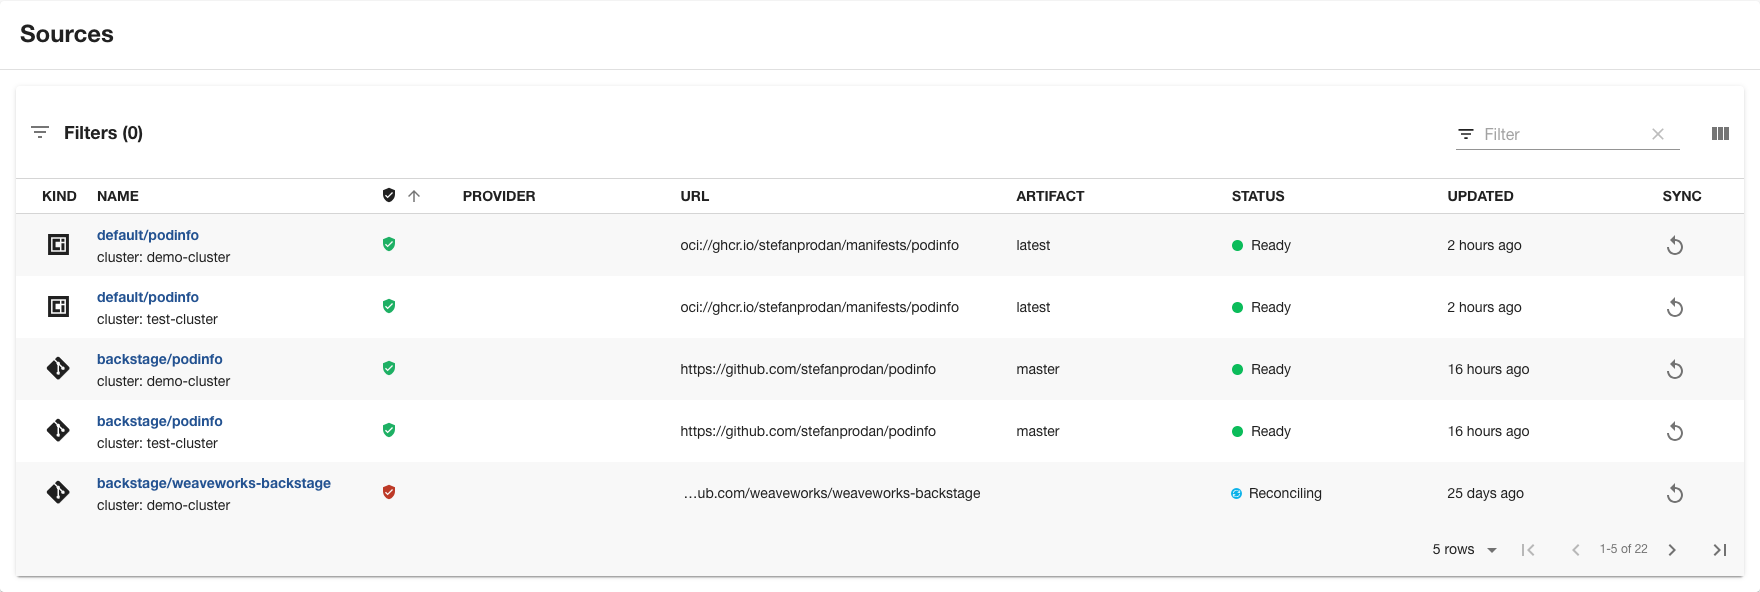 Sources
Filters (0)
Filter
KIND NAME PROVIDER URL ARTIFACT STATUS UPDATED SYNC
default/podinfo
cluster: demo-cluster
oci://ghcr.io/stefanprodan/manifests/podinfo latest Ready 2 hours ago
default/podinfo
cluster: test-cluster
oci://ghcr.io/stefanprodan/manifests/podinfo latest Ready 2 hours ago
backstage/podinfo
cluster: demo-cluster
https://github.com/stefanprodan/podinfo master Ready 16 hours ago
backstage/podinfo
cluster: test-cluster
https://github.com/stefanprodan/podinfo master Ready 16 hours ago
backstage/weaveworks-backstage
cluster: demo-cluster
…ub.com/weaveworks/weaveworks-backstage Reconciling 25 days ago
5 rows 1-5 of 22